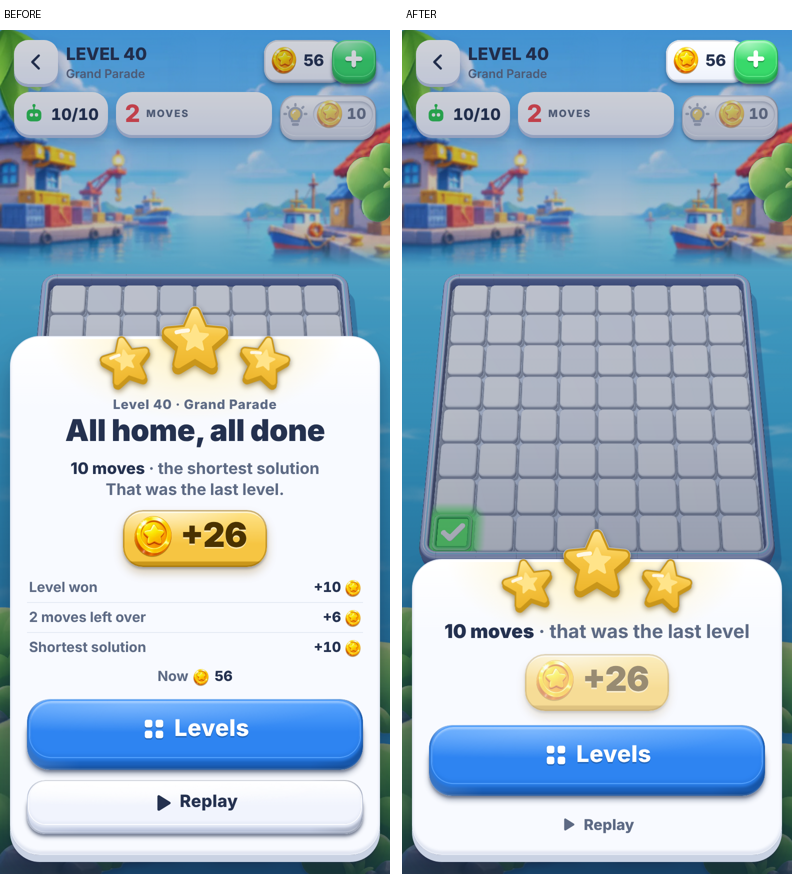 BEFORE
LEVEL 40
Grand Parade
56
10/10
2 MOVES
10
Level 40 · Grand Parade
All home, all done
10 moves · the shortest solution
That was the last level.
+26
Level won +10
2 moves left over +6
Shortest solution +10
Now 56
Levels
Replay
AFTER
LEVEL 40
Grand Parade
56
10/10
2 MOVES
10
10 moves · that was the last level
+26
Levels
Replay